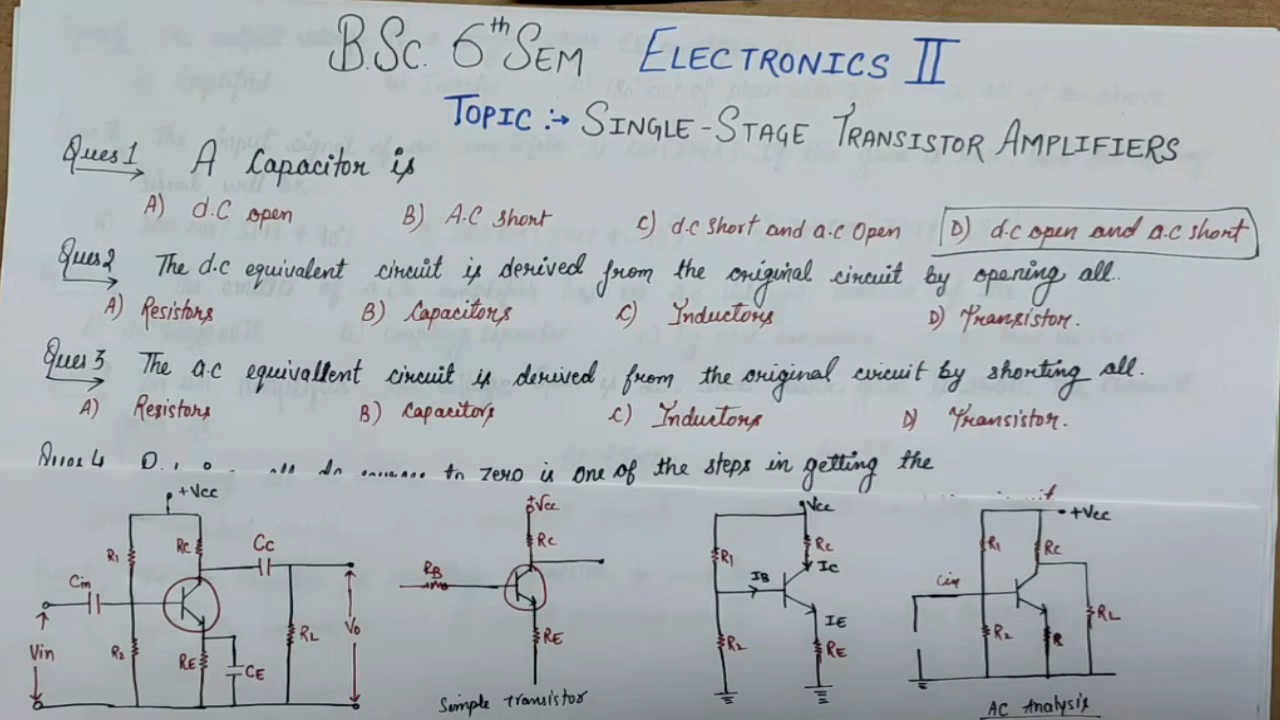 B.Sc. 6th SEM ELECTRONICS II
TOPIC :→ SINGLE-STAGE TRANSISTOR AMPLIFIERS
Ques 1 A Capacitor is
A) d.C open B) A.C short C) d.c short and a.c Open D) d.c open and a.c short
Ques 2 The d.c equivalent circuit is derived from the original circuit by opening all..
A) Resistors B) Capacitors C) Inductors D) Transistor.
Ques 3 The a.c equivallent circuit is derived from the original circuit by shorting all.
A) Resistors B) Capacitors C) Inductors D) Transistor.
Ques 4 to zero is one of the steps in getting the
+Vcc
R1 RC Cc
Cin
Vin R2 RE CE RL Vo
+Vcc
RC
RB
RE
Simple transistor
Vcc
R1 Rc
IB IC
IE
R2 RE
+Vcc
R1 Rc
Cin
R2 R RL
AC Analysis